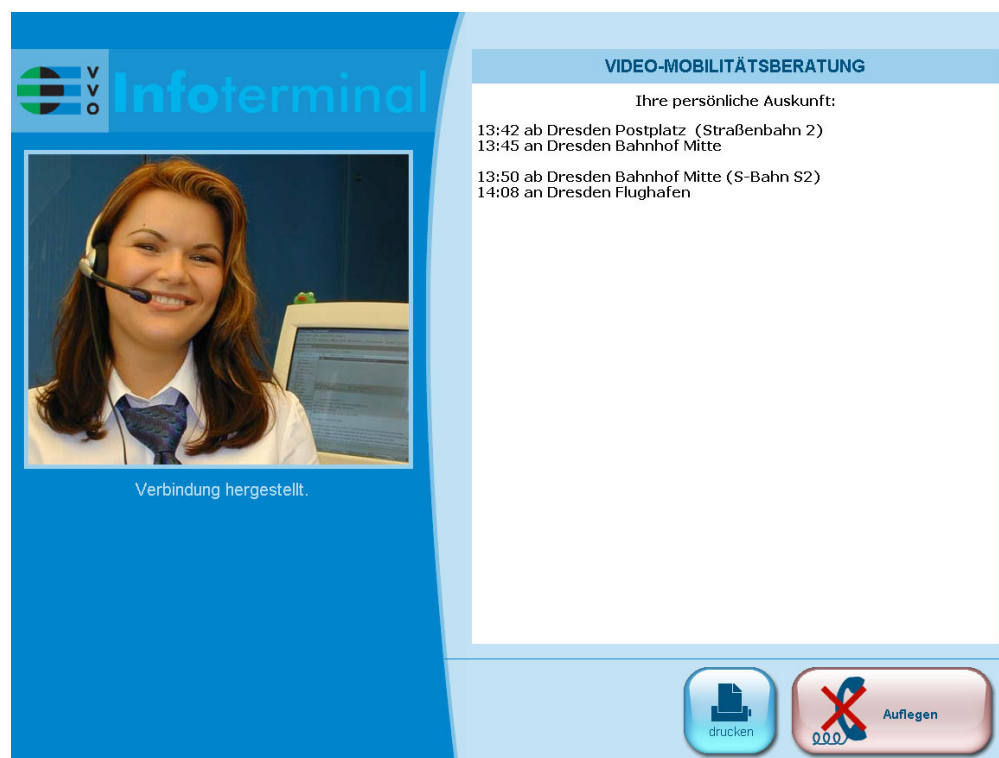 VVO
Infoterminal
Verbindung hergestellt.
VIDEO-MOBILITÄTSBERATUNG
Ihre persönliche Auskunft:
13:42 ab Dresden Postplatz (Straßenbahn 2)
13:45 an Dresden Bahnhof Mitte
13:50 ab Dresden Bahnhof Mitte (S-Bahn S2)
14:08 an Dresden Flughafen
drucken
Auflegen